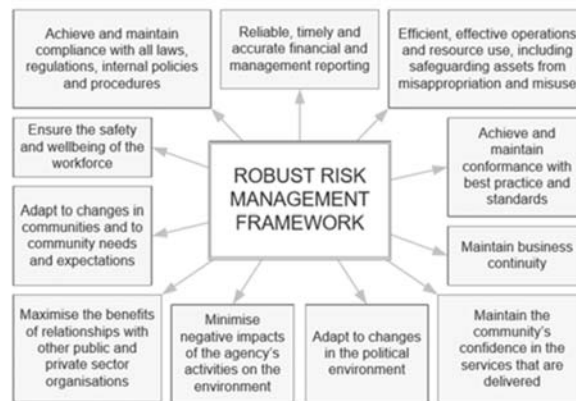 Achieve and maintain
compliance with all laws,
regulations, internal policies
and procedures
Reliable, timely and
accurate financial and
management reporting
Efficient, effective operations
and resource use, including
safeguarding assets from
misappropriation and misuse
Ensure the safety
and wellbeing of the
workforce
ROBUST RISK
MANAGEMENT
FRAMEWORK
Achieve and
maintain
conformance with
best practice and
standards
Adapt to changes in
communities and to
community needs
and expectations
Maintain business
continuity
Maximise the benefits
of relationships with
other public and
private sector
organisations
Minimise
negative impacts
of the agency's
activities on the
environment
Adapt to changes
in the political
environment
Maintain the
community's
confidence in the
services that are
delivered